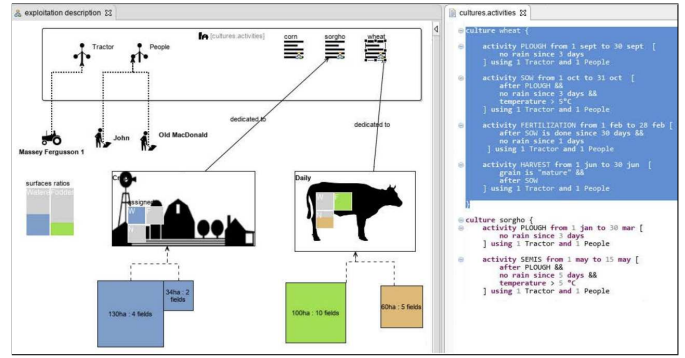 exploitation description
cultures.activities
[cultures.activities]
corn
sorgho
wheat
Tractor
People
dedicated to
dedicated to
Massey Fergusson 1
John
Old MacDonald
surfaces ratios
Daily
130ha : 4 fields
34ha : 2
fields
100ha : 10 fields
60ha : 5 fields
culture wheat {
activity PLOUGH from 1 sept to 30 sept [
no rain since 3 days
] using 1 Tractor and 1 People
activity SOW from 1 oct to 31 oct [
after PLOUGH &&
no rain since 3 days &&
temperature > 5°C
] using 1 Tractor and 1 People
activity FERTILIZATION from 1 feb to 28 feb [
after SOW is done since 30 days &&
no rain since 1 days
] using 1 Tractor and 1 People
activity HARVEST from 1 jun to 30 jun [
grain is "mature" &&
after SOW
] using 1 Tractor and 1 People
}
culture sorgho {
activity PLOUGH from 1 jan to 30 mar [
no rain since 3 days
] using 1 Tractor and 1 People
activity SEMIS from 1 may to 15 may [
after PLOUGH &&
no rain since 5 days &&
temperature > 5 °C
] using 1 Tractor and 1 People